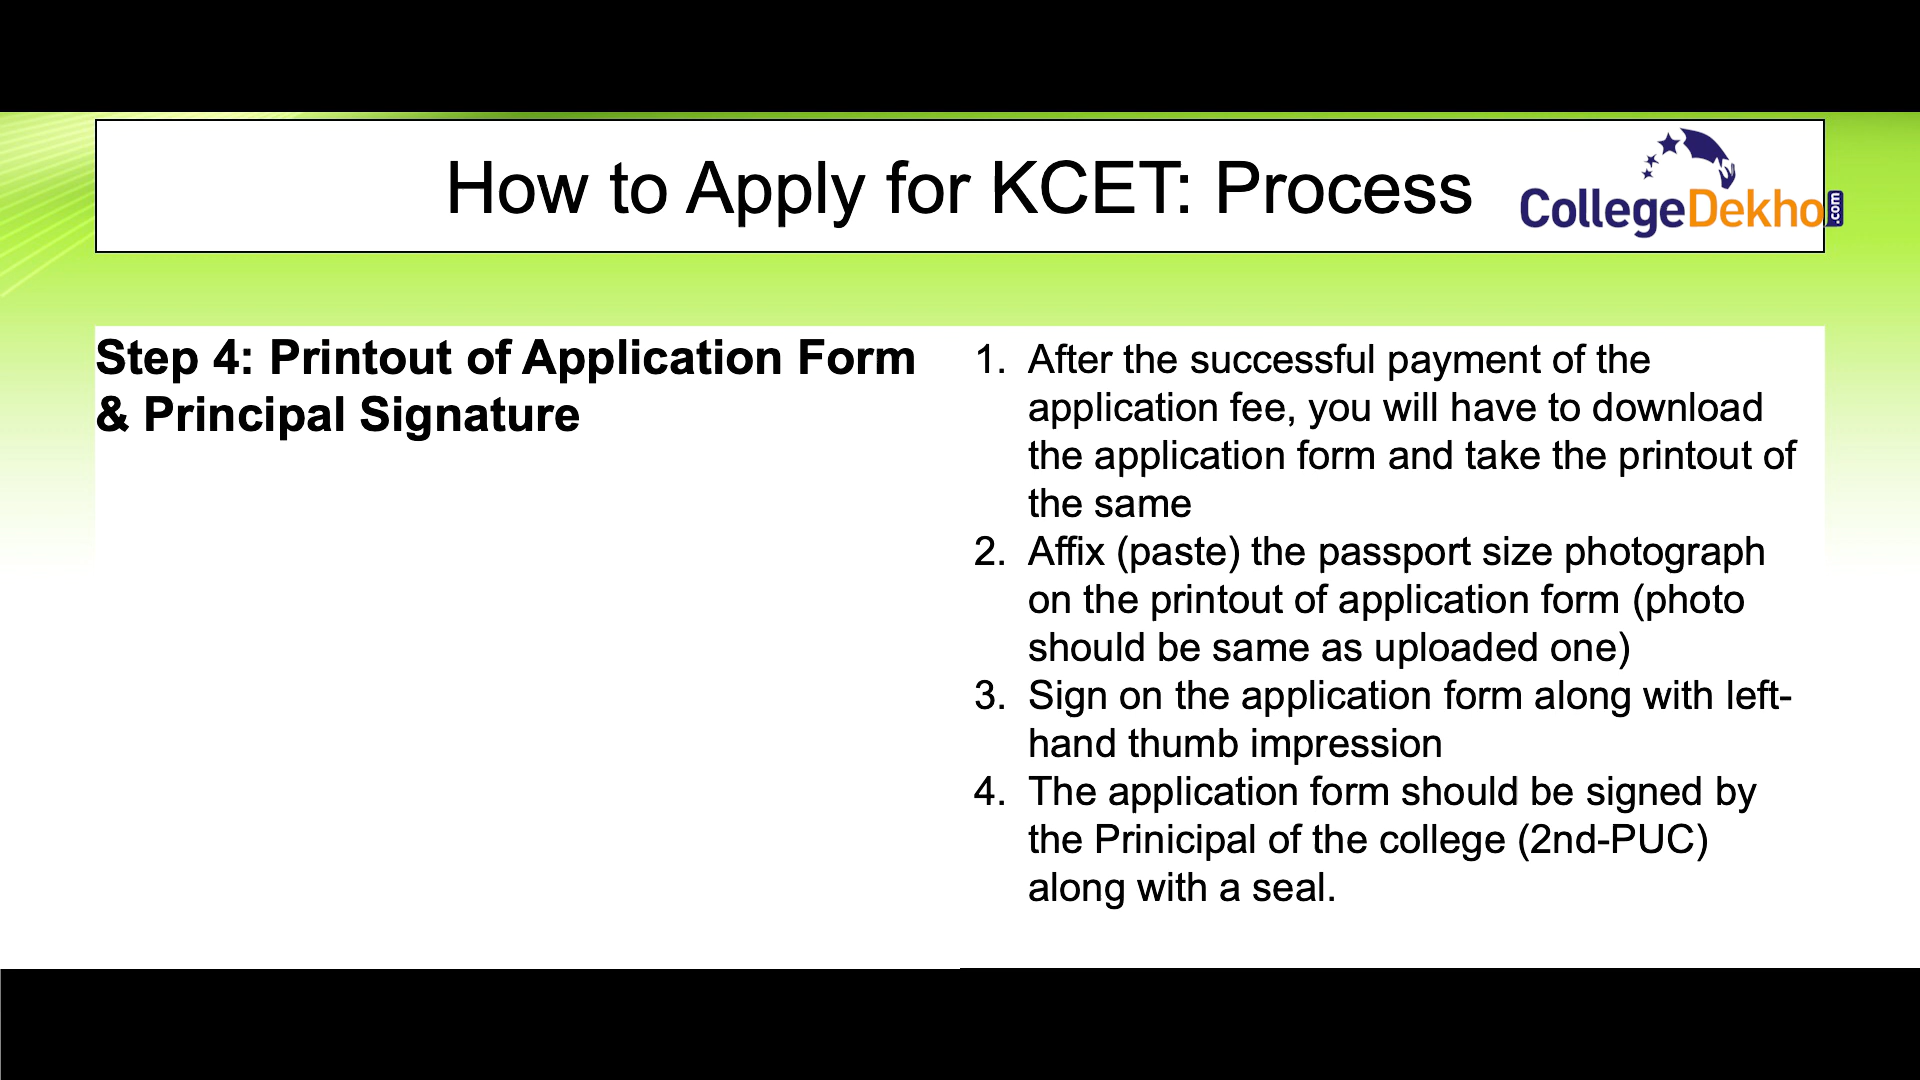 How to Apply for KCET: Process
CollegeDekho.com
Step 4: Printout of Application Form
& Principal Signature
1. After the successful payment of the
application fee, you will have to download
the application form and take the printout of
the same
2. Affix (paste) the passport size photograph
on the printout of application form (photo
should be same as uploaded one)
3. Sign on the application form along with left-
hand thumb impression
4. The application form should be signed by
the Prinicipal of the college (2nd-PUC)
along with a seal.